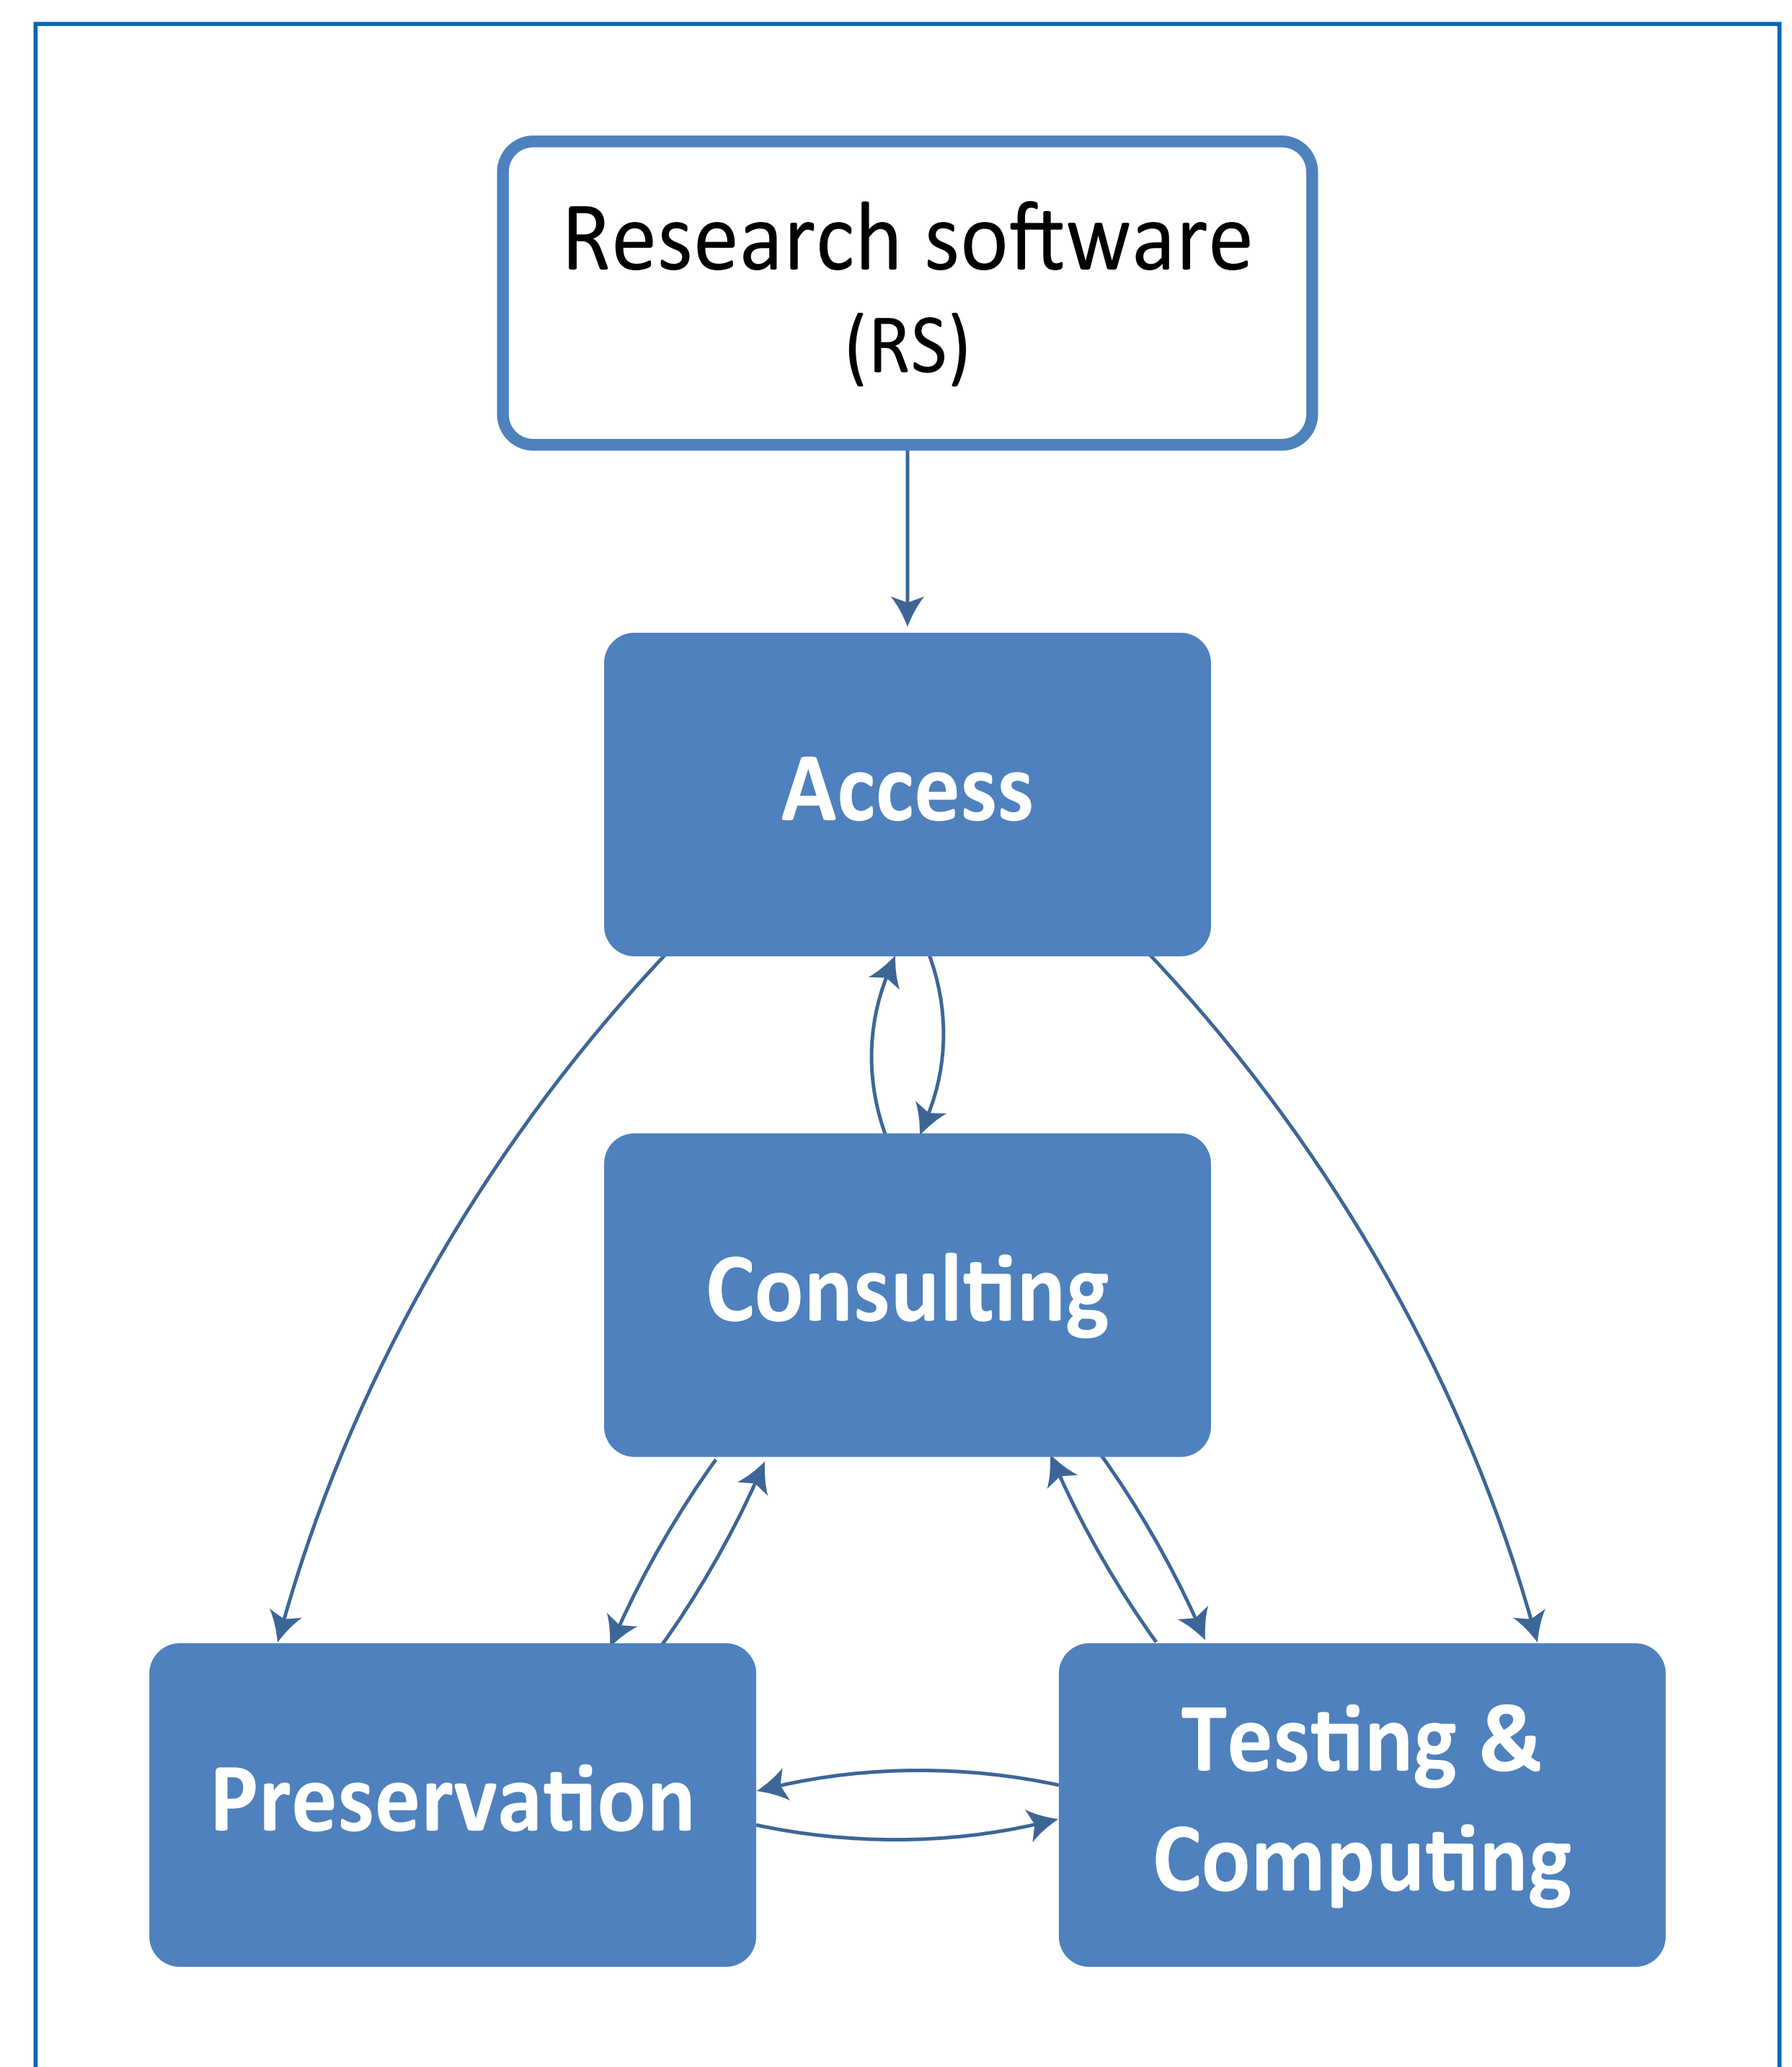 Research software
(RS)
Access
Consulting
Preservation
Testing &
Computing